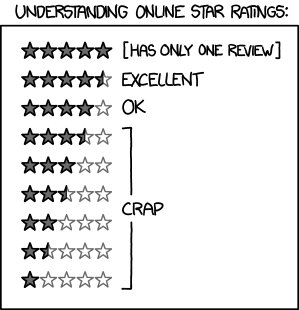 UNDERSTANDING ONLINE STAR RATINGS:
[HAS ONLY ONE REVIEW]
EXCELLENT
OK
CRAP